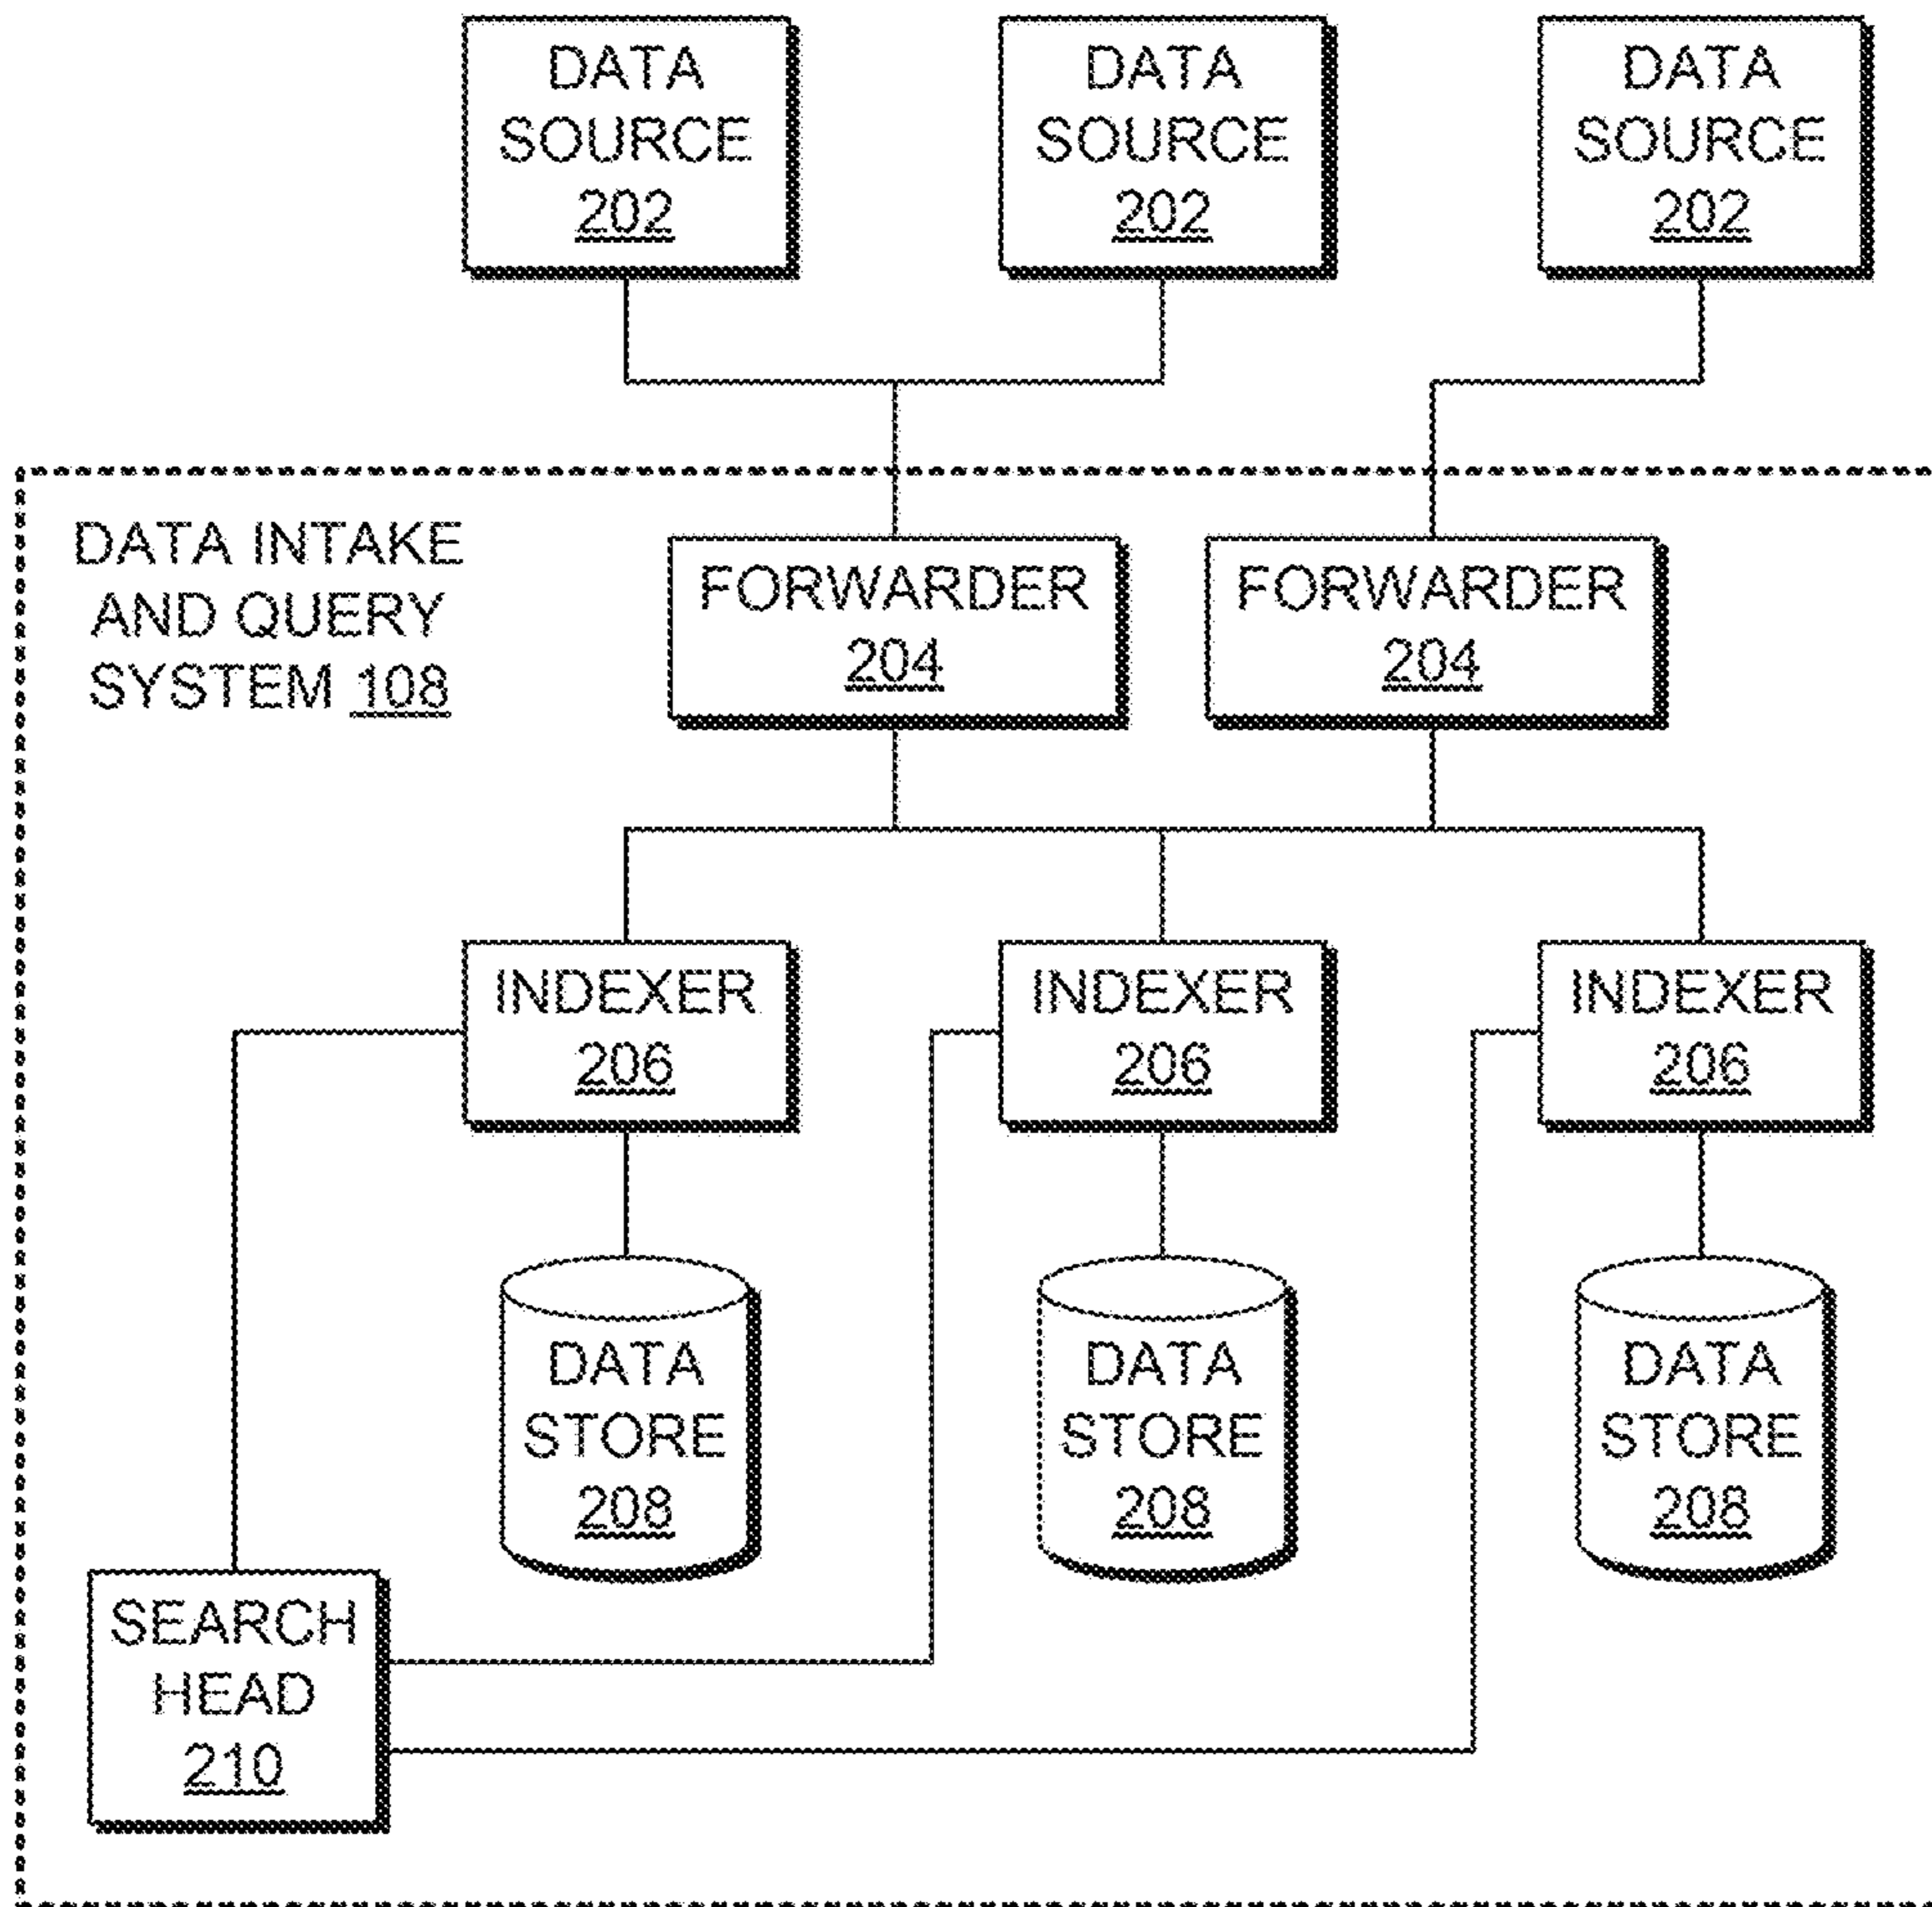 DATA
SOURCE
202
DATA
SOURCE
202
DATA
SOURCE
202
DATA INTAKE
AND QUERY
SYSTEM 108
FORWARDER
204
FORWARDER
204
INDEXER
206
INDEXER
206
INDEXER
206
DATA
STORE
208
DATA
STORE
208
DATA
STORE
208
SEARCH
HEAD
210